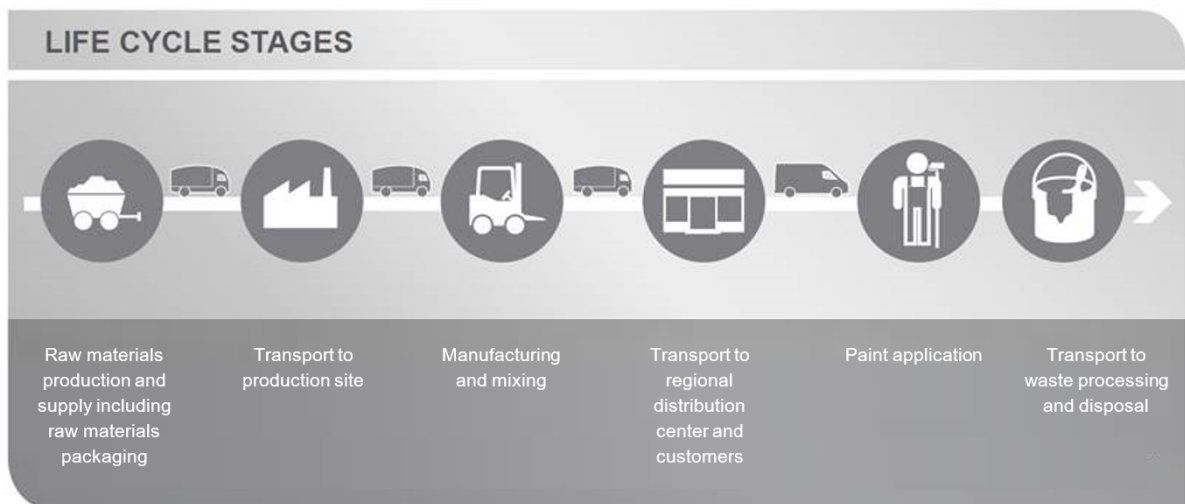 LIFE CYCLE STAGES
Raw materials
production and
supply including
raw materials
packaging
Transport to
production site
Manufacturing
and mixing
Transport to
regional
distribution
center and
customers
Paint application
Transport to
waste processing
and disposal